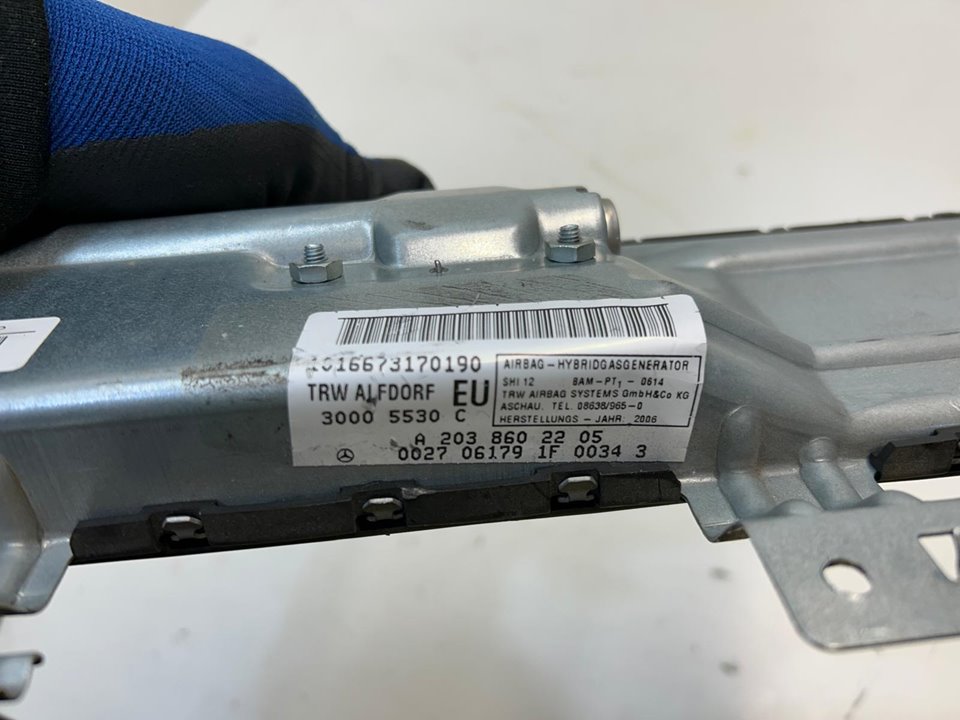 1016673170190
TRW ALFDORF EU
3000 5530 C
AIRBAG - HYBRIDGASGENERATOR
SHI 12 BAM-PT1 - 0614
TRW AIRBAG SYSTEMS GmbH&Co KG
ASCHAU. TEL. 08638/965-0
HERSTELLUNGS - JAHR. 2006
A 203 860 22 05
0027 06179 1F 0034 3